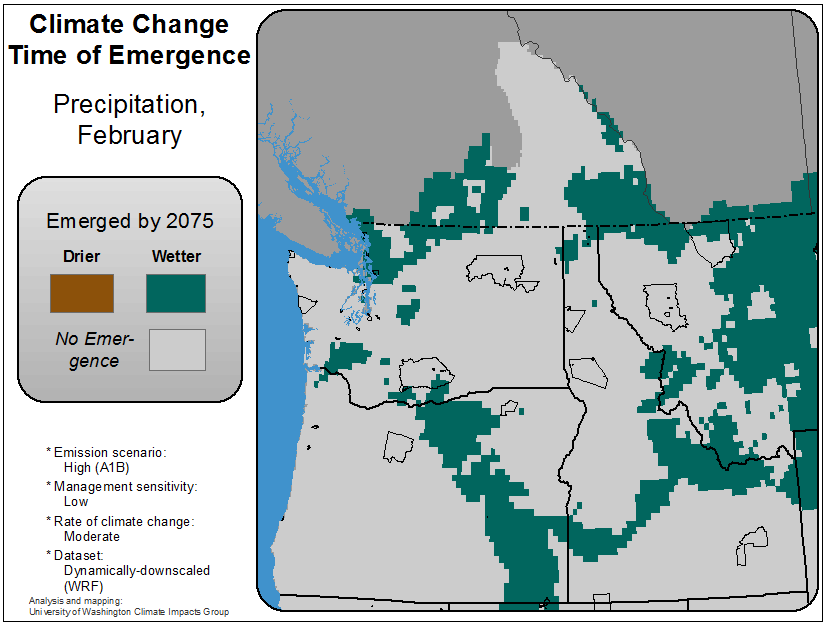 Climate Change
Time of Emergence
Precipitation,
February
Emerged by 2075
Drier Wetter
No Emer-
gence
* Emission scenario:
High (A1B)
* Management sensitivity:
Low
* Rate of climate change:
Moderate
* Dataset:
Dynamically-downscaled
(WRF)
Analysis and mapping:
University of Washington Climate Impacts Group